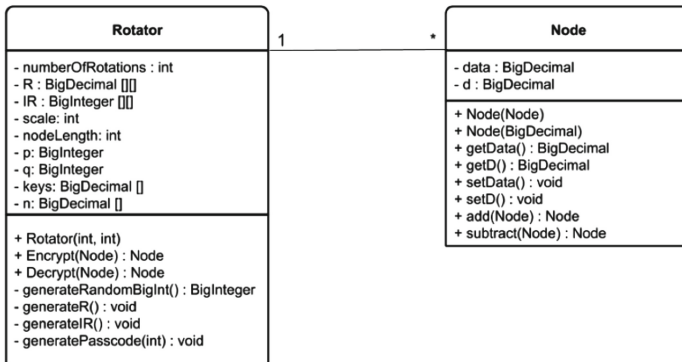 Rotator
- numberOfRotations : int
- R : BigDecimal [][]
- IR : BigInteger [][]
- scale: int
- nodeLength: int
- p: BigInteger
- q: BigInteger
- keys: BigDecimal []
- n: BigDecimal []
+ Rotator(int, int)
+ Encrypt(Node) : Node
+ Decrypt(Node) : Node
- generateRandomBigInt() : BigInteger
- generateR() : void
- generateIR() : void
- generatePasscode(int) : void
1
*
Node
- data : BigDecimal
- d : BigDecimal
+ Node(Node)
+ Node(BigDecimal)
+ getData() : BigDecimal
+ getD() : BigDecimal
+ setData() : void
+ setD() : void
+ add(Node) : Node
+ subtract(Node) : Node